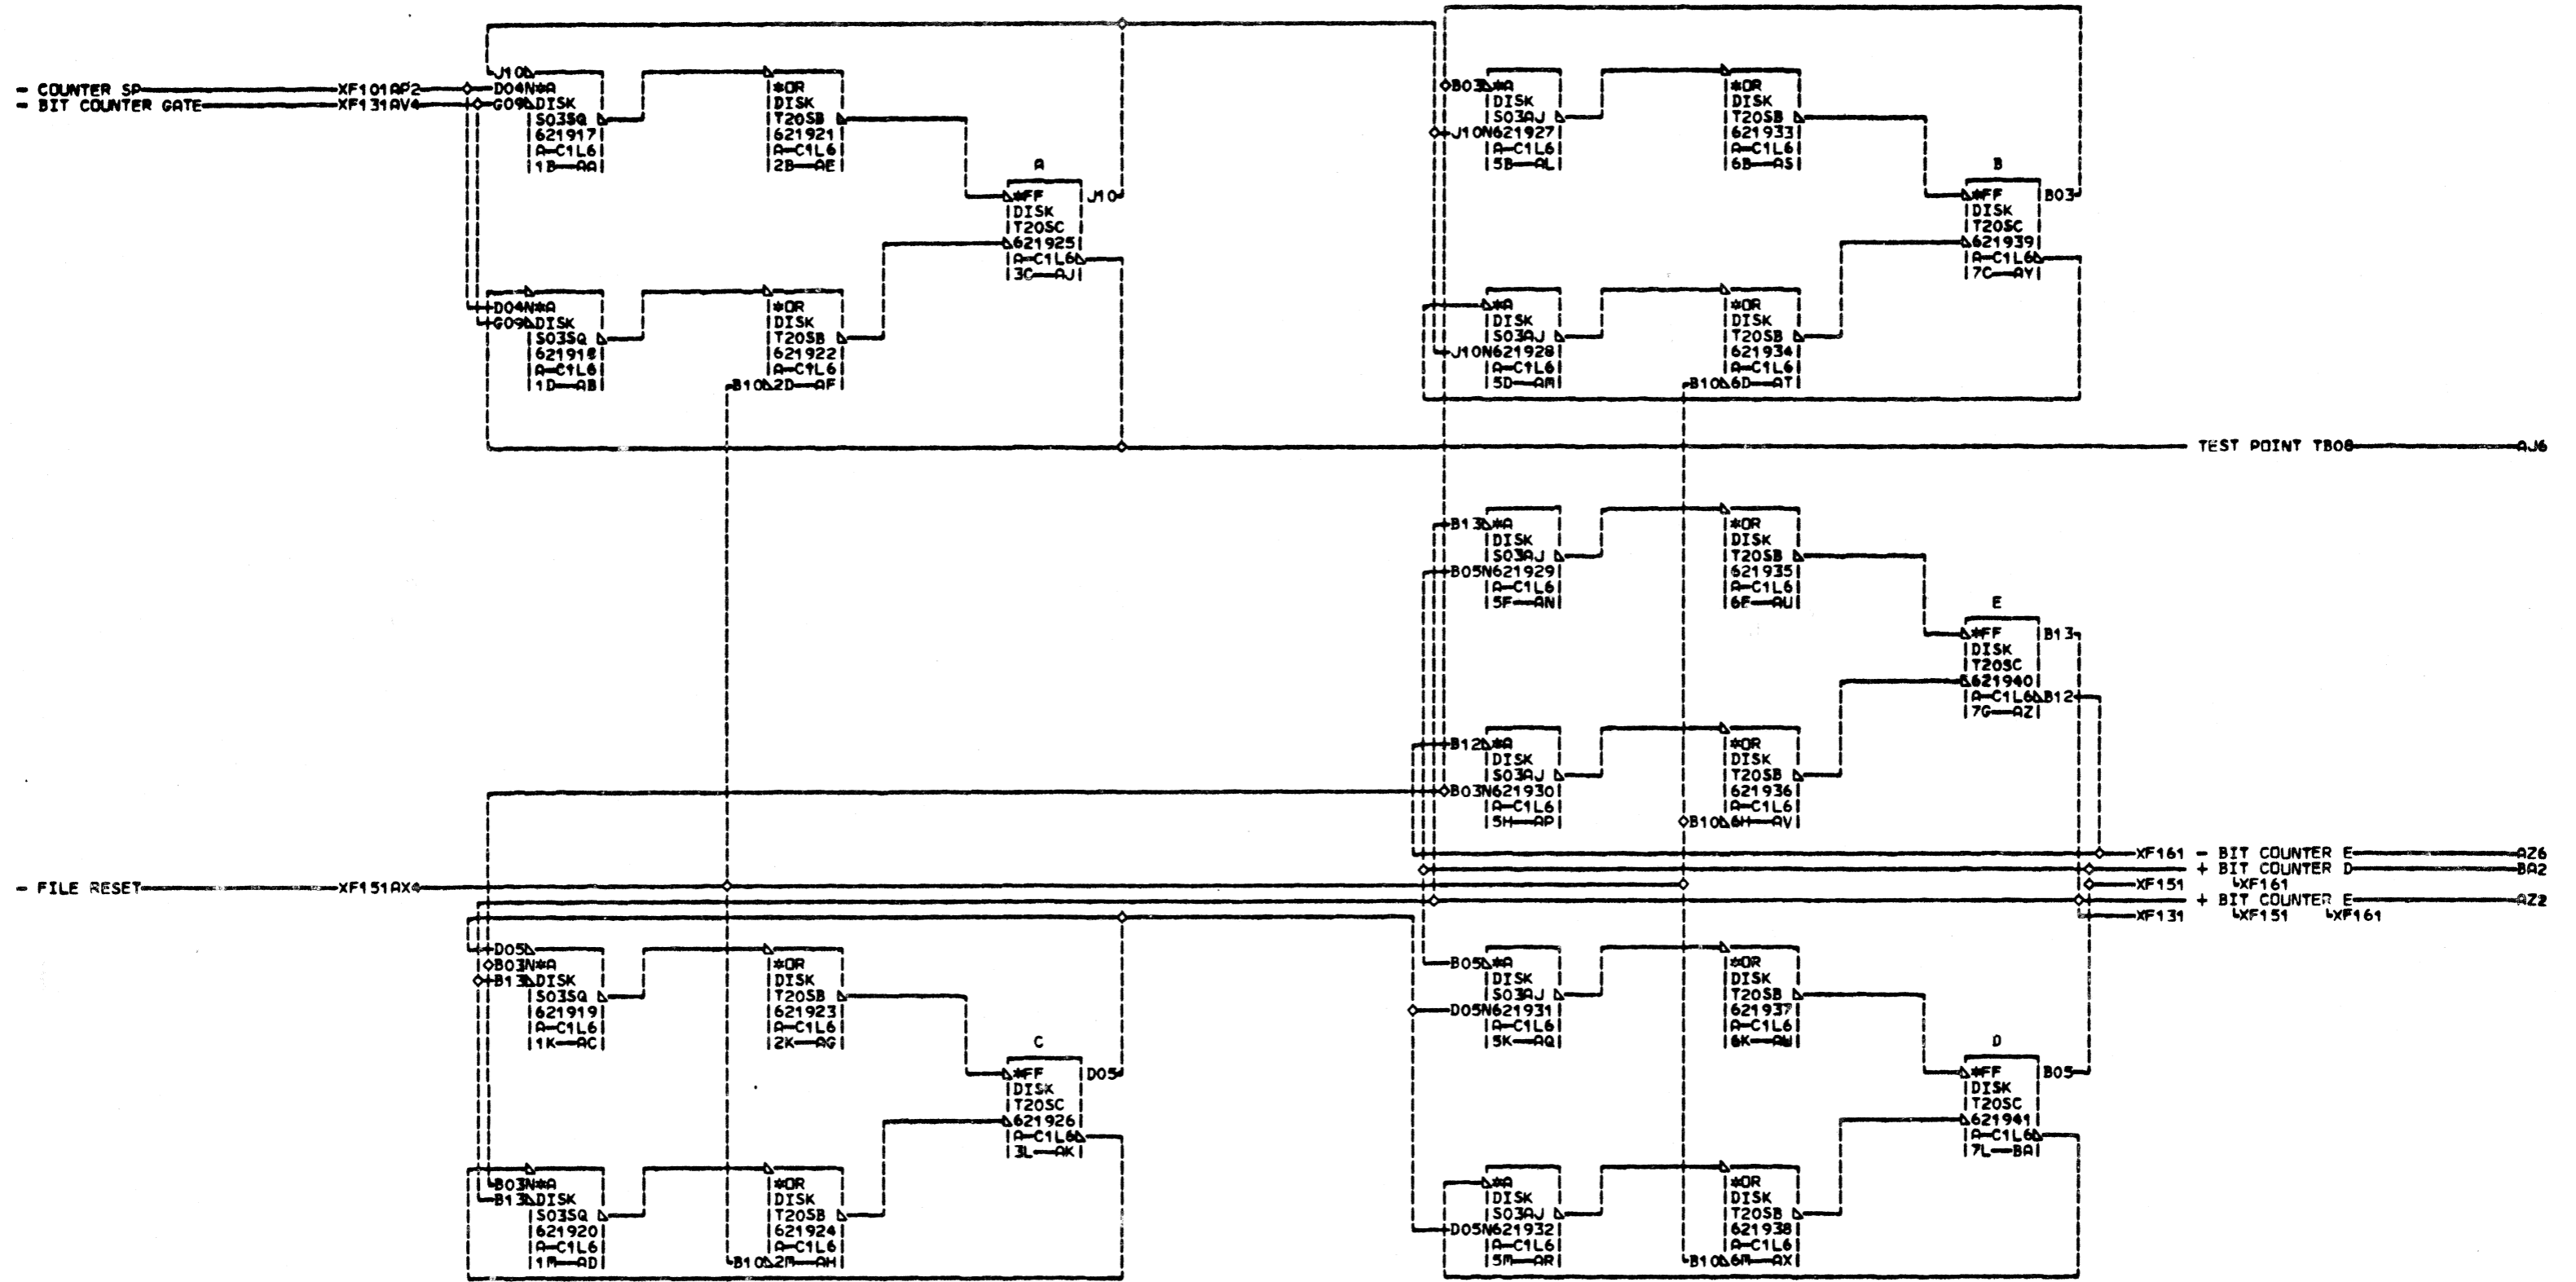 - COUNTER SP XF101AP2
- BIT COUNTER GATE XF131AV4
J10
D04N*A
G09 DISK
S03SQ
621917
A-C1L6
1B-AA
*OR
DISK
T20SB
621921
A-C1L6
2B-AE
A
*FF J10
DISK
T20SC
621925
A-C1L6
3C-AJ
D04N*A
G09 DISK
S03SQ
621918
A-C1L6
1D-AB
*OR
DISK
T20SB
621922
A-C1L6
B10 2D-AF
B03 *A
DISK
S03AJ
J10N621927
A-C1L6
5B-AL
*OR
DISK
T20SB
621933
A-C1L6
6B-AS
B
*FF B03
DISK
T20SC
621939
A-C1L6
7C-AY
*A
DISK
S03AJ
J10N621928
A-C1L6
5D-AM
*OR
DISK
T20SB
621934
A-C1L6
B10 6D-AT
TEST POINT TB08 AJ6
B13 *A
DISK
S03AJ
B05N621929
A-C1L6
5F-AN
*OR
DISK
T20SB
621935
A-C1L6
6F-AU
E
*FF B13
DISK
T20SC
621940
A-C1L6 B12
7G-AZ
B12 *A
DISK
S03AJ
B03N621930
A-C1L6
5H-AP
*OR
DISK
T20SB
621936
A-C1L6
B10 6H-AV
XF161 - BIT COUNTER E AZ6
+ BIT COUNTER D BA2
XF151 XF161
+ BIT COUNTER E AZ2
XF131 XF151 XF161
- FILE RESET XF151AX4
D05
B03N*A
B13 DISK
S03SQ
621919
A-C1L6
1K-AC
*OR
DISK
T20SB
621923
A-C1L6
2K-AG
C
*FF D05
DISK
T20SC
621926
A-C1L6
3L-AK
B03N*A
B13 DISK
S03SQ
621920
A-C1L6
1M-AD
*OR
DISK
T20SB
621924
A-C1L6
B10 2M-AH
B05 *A
DISK
S03AJ
D05N621931
A-C1L6
5K-AQ
*OR
DISK
T20SB
621937
A-C1L6
6K-AW
D
*FF B05
DISK
T20SC
621941
A-C1L6
7L-BA
*A
DISK
S03AJ
D05N621932
A-C1L6
5M-AR
*OR
DISK
T20SB
621938
A-C1L6
B10 6M-AX